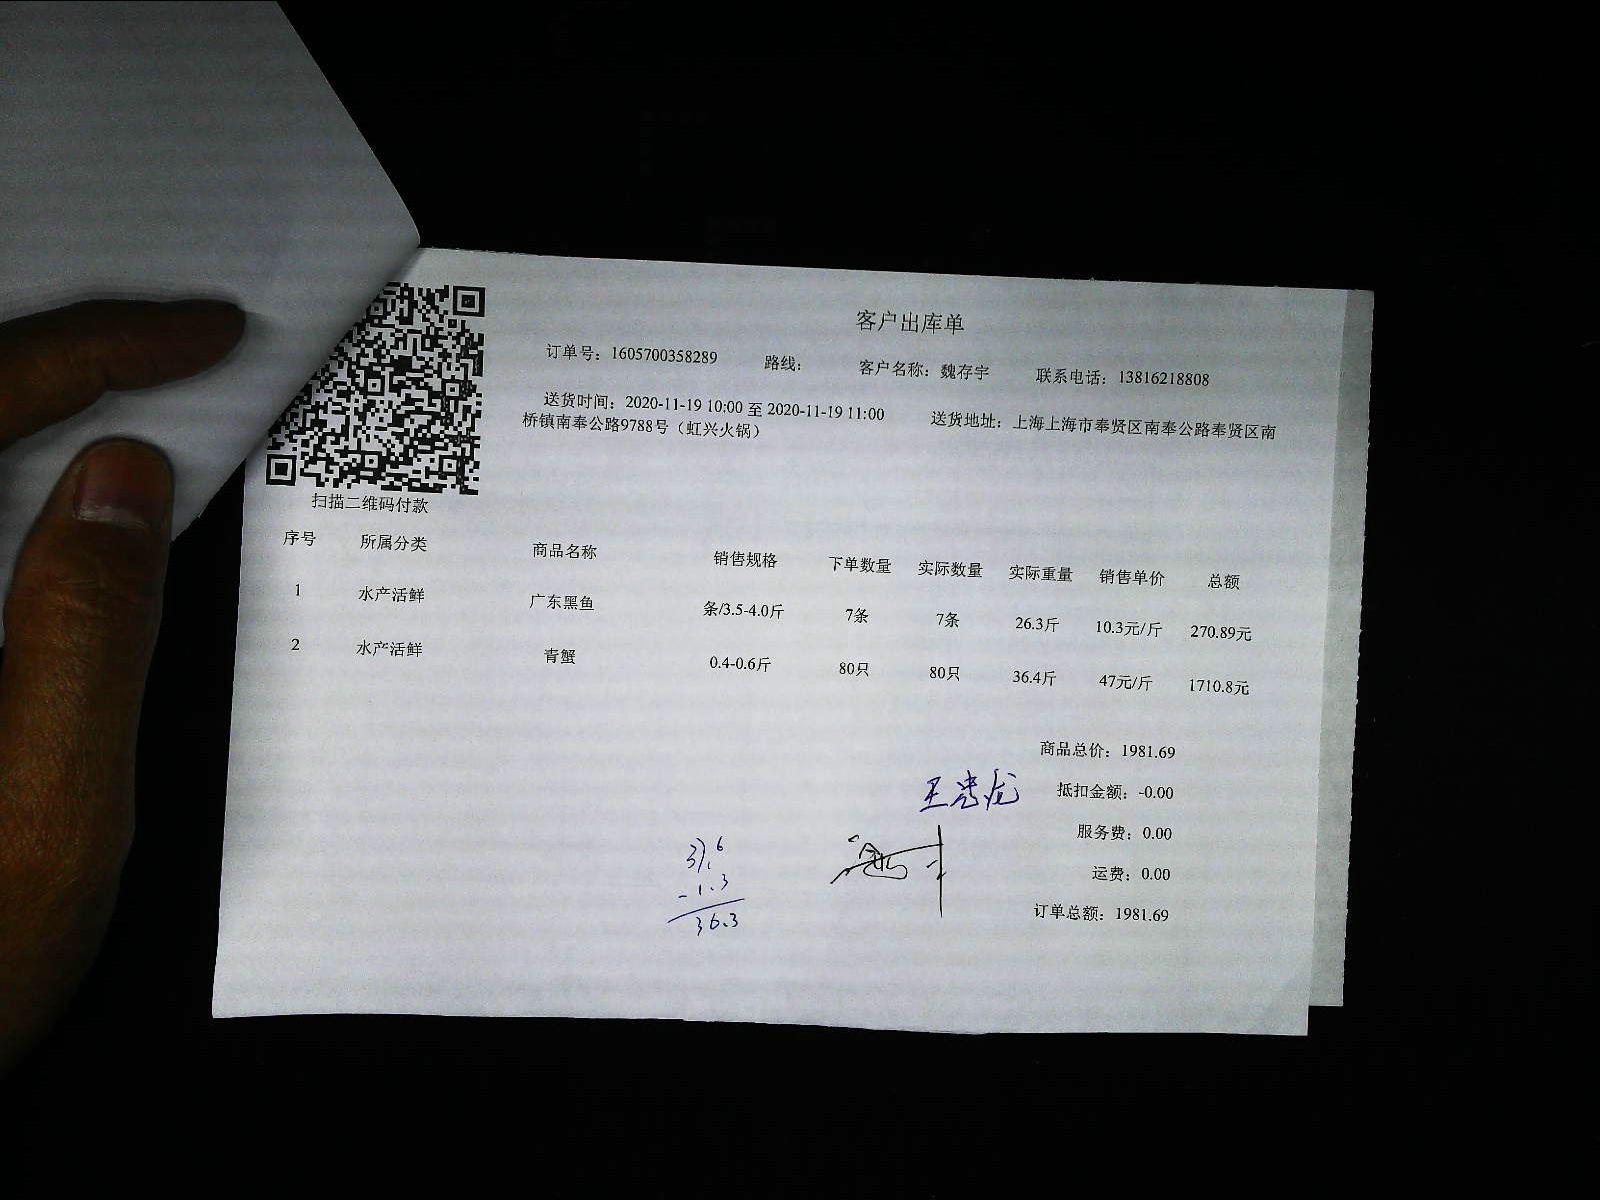 客户出库单
订单号：1605700358289 路线： 客户名称：魏存宇 联系电话：13816218808
送货时间：2020-11-19 10:00 至 2020-11-19 11:00 送货地址：上海上海市奉贤区南奉公路奉贤区南
桥镇南奉公路9788号（虹兴火锅）
扫描二维码付款
序号 所属分类 商品名称 销售规格 下单数量 实际数量 实际重量 销售单价 总额
1 水产活鲜 广东黑鱼 条/3.5-4.0斤 7条 7条 26.3斤 10.3元/斤 270.89元
2 水产活鲜 青蟹 0.4-0.6斤 80只 80只 36.4斤 47元/斤 1710.8元
商品总价：1981.69
抵扣金额：-0.00
服务费：0.00
运费：0.00
订单总额：1981.69
37.6
-1.3
36.3